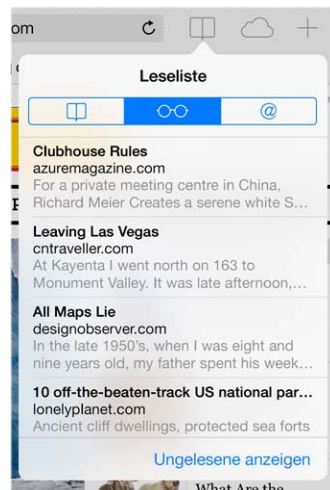 om
Leseliste
@
Clubhouse Rules
azuremagazine.com
For a private meeting centre in China,
Richard Meier Creates a serene white S...
Leaving Las Vegas
cntraveller.com
At Kayenta I went north on 163 to
Monument Valley. It was late afternoon,...
All Maps Lie
designobserver.com
In the late 1950's, when I was eight and
nine years old, my father spent his week...
10 off-the-beaten-track US national par...
lonelyplanet.com
Ancient cliff dwellings, protected sea forts
Ungelesene anzeigen
What Are the